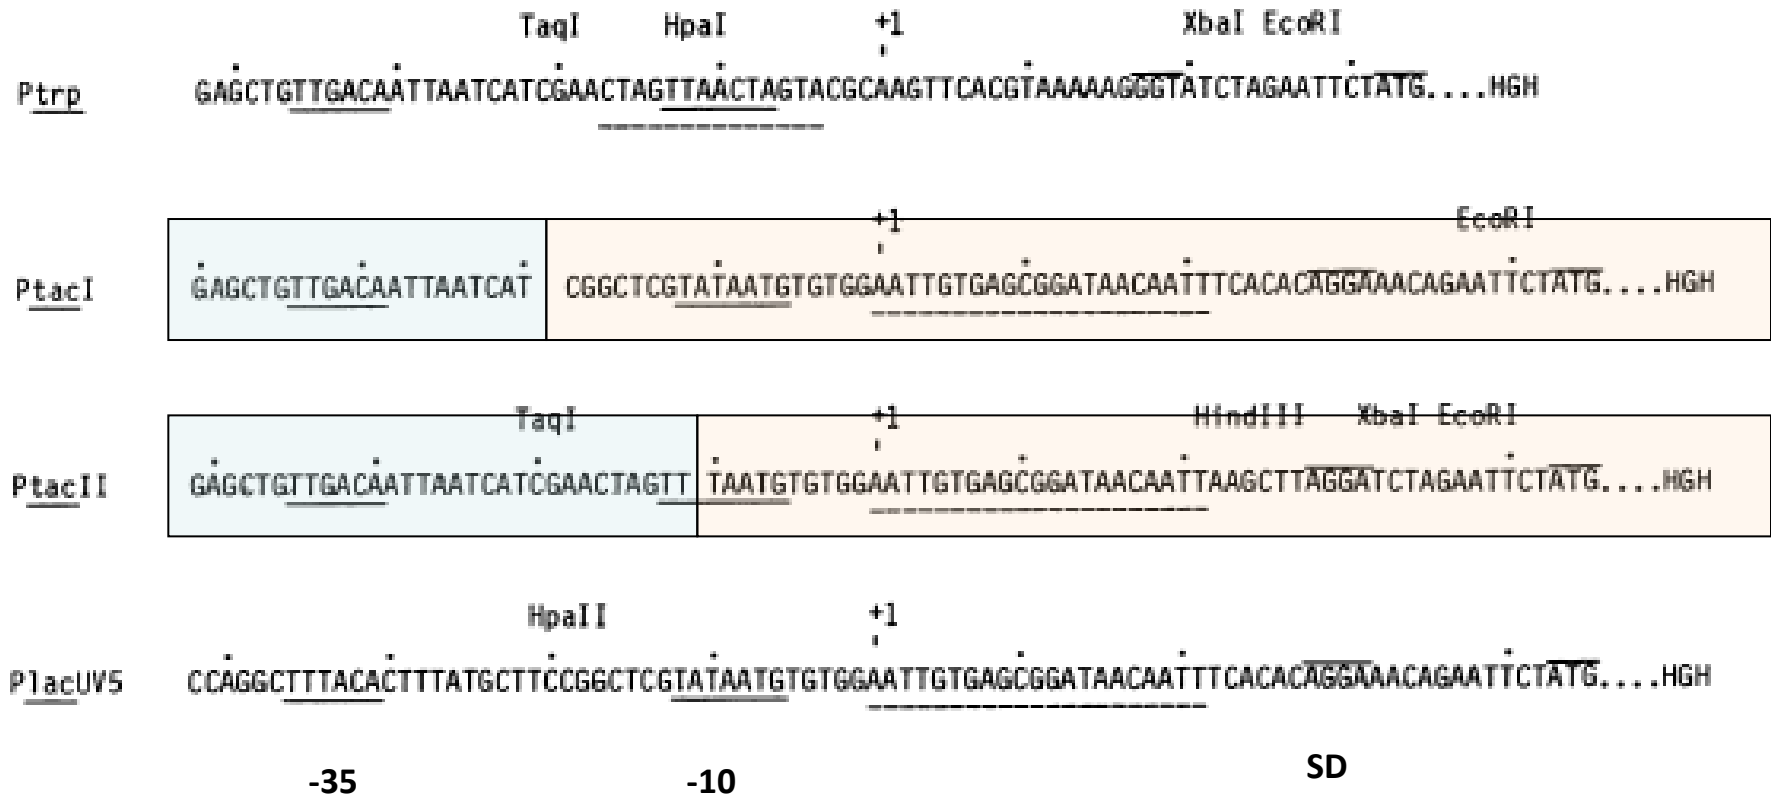 TaqI HpaI +1 XbaI EcoRI
Ptrp GAGCTGTTGACAATTAATCATCGAACTAGTTAACTAGTACGCAAGTTCACGTAAAAAGGGTATCTAGAATTCTATG....HGH
+1 EcoRI
PtacI GAGCTGTTGACAATTAATCAT CGGCTCGTATAATGTGTGGAATTGTGAGCGGATAACAATTTCACACAGGAAACAGAATTCTATG....HGH
TaqI +1 HindIII XbaI EcoRI
PtacII GAGCTGTTGACAATTAATCATCGAACTAGTT TAATGTGTGGAATTGTGAGCGGATAACAATTAAGCTTAGGATCTAGAATTCTATG....HGH
HpaII +1
PlacUV5 CCAGGCTTTACACTTTATGCTTCCGGCTCGTATAATGTGTGGAATTGTGAGCGGATAACAATTTCACACAGGAAACAGAATTCTATG....HGH
-35 -10 SD